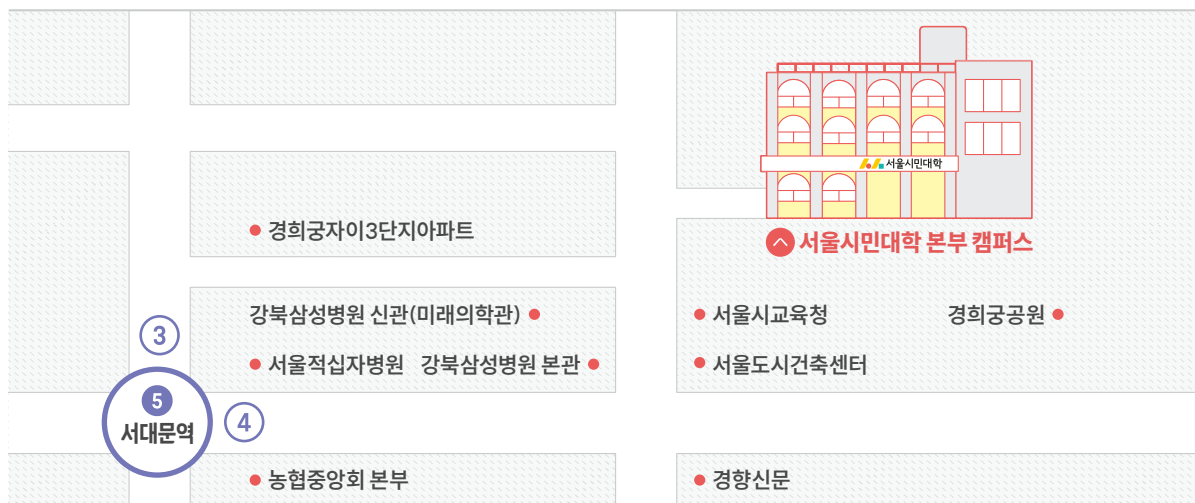 서울시민대학
경희궁자이3단지아파트
서울시민대학 본부 캠퍼스
강북삼성병원 신관(미래의학관)
서울시교육청
경희궁공원
3
서울적십자병원
강북삼성병원 본관
서울도시건축센터
5
서대문역
4
농협중앙회 본부
경향신문